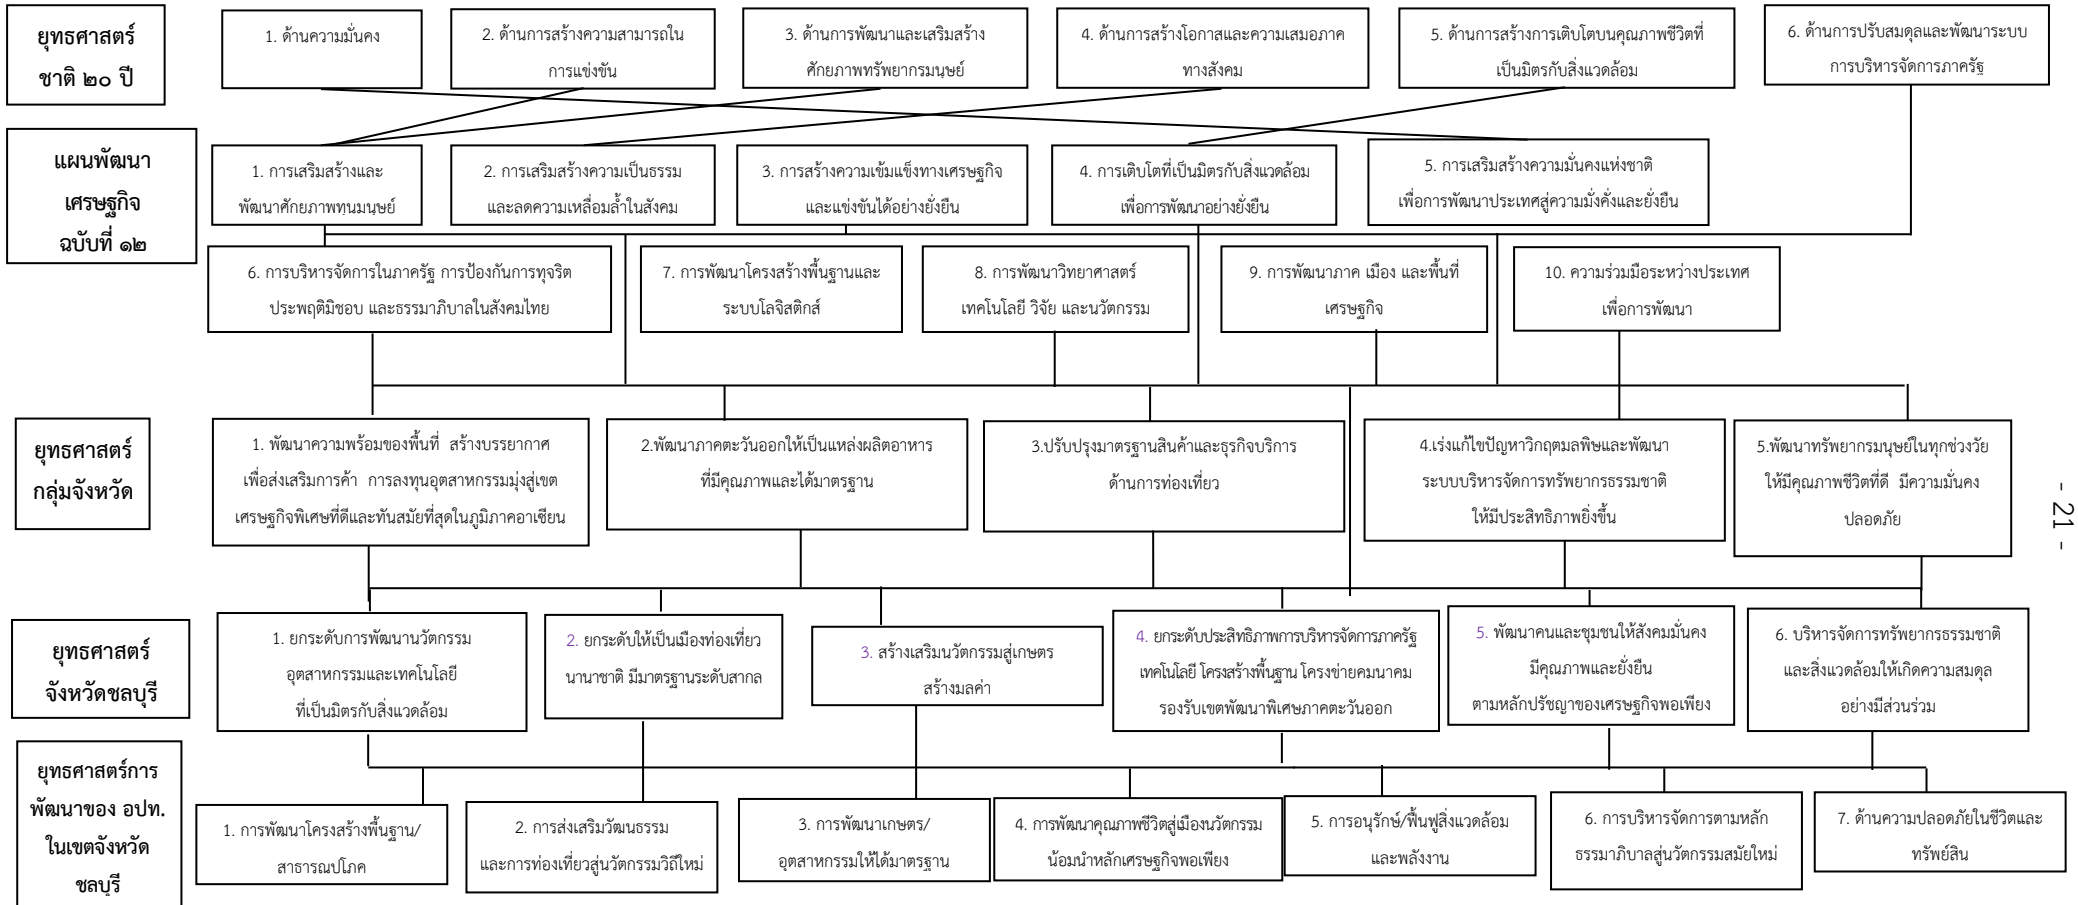 ยุทธศาสตร์
ชาติ ๒๐ ปี
1. ด้านความมั่นคง
2. ด้านการสร้างความสามารถใน
การแข่งขัน
3. ด้านการพัฒนาและเสริมสร้าง
ศักยภาพทรัพยากรมนุษย์
4. ด้านการสร้างโอกาสและความเสมอภาค
ทางสังคม
5. ด้านการสร้างการเติบโตบนคุณภาพชีวิตที่
เป็นมิตรกับสิ่งแวดล้อม
6. ด้านการปรับสมดุลและพัฒนาระบบ
การบริหารจัดการภาครัฐ
แผนพัฒนา
เศรษฐกิจ
ฉบับที่ ๑๒
1. การเสริมสร้างและ
พัฒนาศักยภาพทุนมนุษย์
2. การเสริมสร้างความเป็นธรรม
และลดความเหลื่อมล้ำในสังคม
3. การสร้างความเข้มแข็งทางเศรษฐกิจ
และแข่งขันได้อย่างยั่งยืน
4. การเติบโตที่เป็นมิตรกับสิ่งแวดล้อม
เพื่อการพัฒนาอย่างยั่งยืน
5. การเสริมสร้างความมั่นคงแห่งชาติ
เพื่อการพัฒนาประเทศสู่ความมั่งคั่งและยั่งยืน
6. การบริหารจัดการในภาครัฐ การป้องกันการทุจริต
ประพฤติมิชอบ และธรรมาภิบาลในสังคมไทย
7. การพัฒนาโครงสร้างพื้นฐานและ
ระบบโลจิสติกส์
8. การพัฒนาวิทยาศาสตร์
เทคโนโลยี วิจัย และนวัตกรรม
9. การพัฒนาภาค เมือง และพื้นที่
เศรษฐกิจ
10. ความร่วมมือระหว่างประเทศ
เพื่อการพัฒนา
ยุทธศาสตร์
กลุ่มจังหวัด
1. พัฒนาความพร้อมของพื้นที่ สร้างบรรยากาศ
เพื่อส่งเสริมการค้า การลงทุนอุตสาหกรรมมุ่งสู่เขต
เศรษฐกิจพิเศษที่ดีและทันสมัยที่สุดในภูมิภาคอาเซียน
2.พัฒนาภาคตะวันออกให้เป็นแหล่งผลิตอาหาร
ที่มีคุณภาพและได้มาตรฐาน
3.ปรับปรุงมาตรฐานสินค้าและธุรกิจบริการ
ด้านการท่องเที่ยว
4.เร่งแก้ไขปัญหาวิกฤตมลพิษและพัฒนา
ระบบบริหารจัดการทรัพยากรธรรมชาติ
ให้มีประสิทธิภาพยิ่งขึ้น
5.พัฒนาทรัพยากรมนุษย์ในทุกช่วงวัย
ให้มีคุณภาพชีวิตที่ดี มีความมั่นคง
ปลอดภัย
- 21 -
ยุทธศาสตร์
จังหวัดชลบุรี
1. ยกระดับการพัฒนานวัตกรรม
อุตสาหกรรมและเทคโนโลยี
ที่เป็นมิตรกับสิ่งแวดล้อม
2. ยกระดับให้เป็นเมืองท่องเที่ยว
นานาชาติ มีมาตรฐานระดับสากล
3. สร้างเสริมนวัตกรรมสู่เกษตร
สร้างมูลค่า
4. ยกระดับประสิทธิภาพการบริหารจัดการภาครัฐ
เทคโนโลยี โครงสร้างพื้นฐาน โครงข่ายคมนาคม
รองรับเขตพัฒนาพิเศษภาคตะวันออก
5. พัฒนาคนและชุมชนให้สังคมมั่นคง
มีคุณภาพและยั่งยืน
ตามหลักปรัชญาของเศรษฐกิจพอเพียง
6. บริหารจัดการทรัพยากรธรรมชาติ
และสิ่งแวดล้อมให้เกิดความสมดุล
อย่างมีส่วนร่วม
ยุทธศาสตร์การ
พัฒนาของ อปท.
ในเขตจังหวัด
ชลบุรี
1. การพัฒนาโครงสร้างพื้นฐาน/
สาธารณูปโภค
2. การส่งเสริมวัฒนธรรม
และการท่องเที่ยวสู่นวัตกรรมวิถีใหม่
3. การพัฒนาเกษตร/
อุตสาหกรรมให้ได้มาตรฐาน
4. การพัฒนาคุณภาพชีวิตสู่เมืองนวัตกรรม
น้อมนำหลักเศรษฐกิจพอเพียง
5. การอนุรักษ์/ฟื้นฟูสิ่งแวดล้อม
และพลังงาน
6. การบริหารจัดการตามหลัก
ธรรมาภิบาลสู่นวัตกรรมสมัยใหม่
7. ด้านความปลอดภัยในชีวิตและ
ทรัพย์สิน